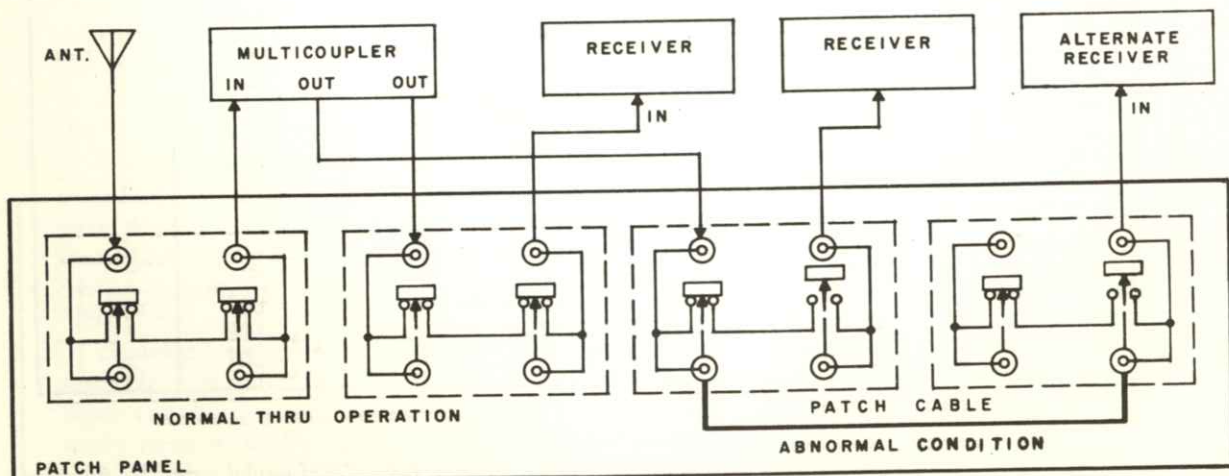 ANT.
MULTICOUPLER
IN OUT OUT
RECEIVER
IN
RECEIVER
ALTERNATE
RECEIVER
IN
NORMAL THRU OPERATION
PATCH CABLE
ABNORMAL CONDITION
PATCH PANEL